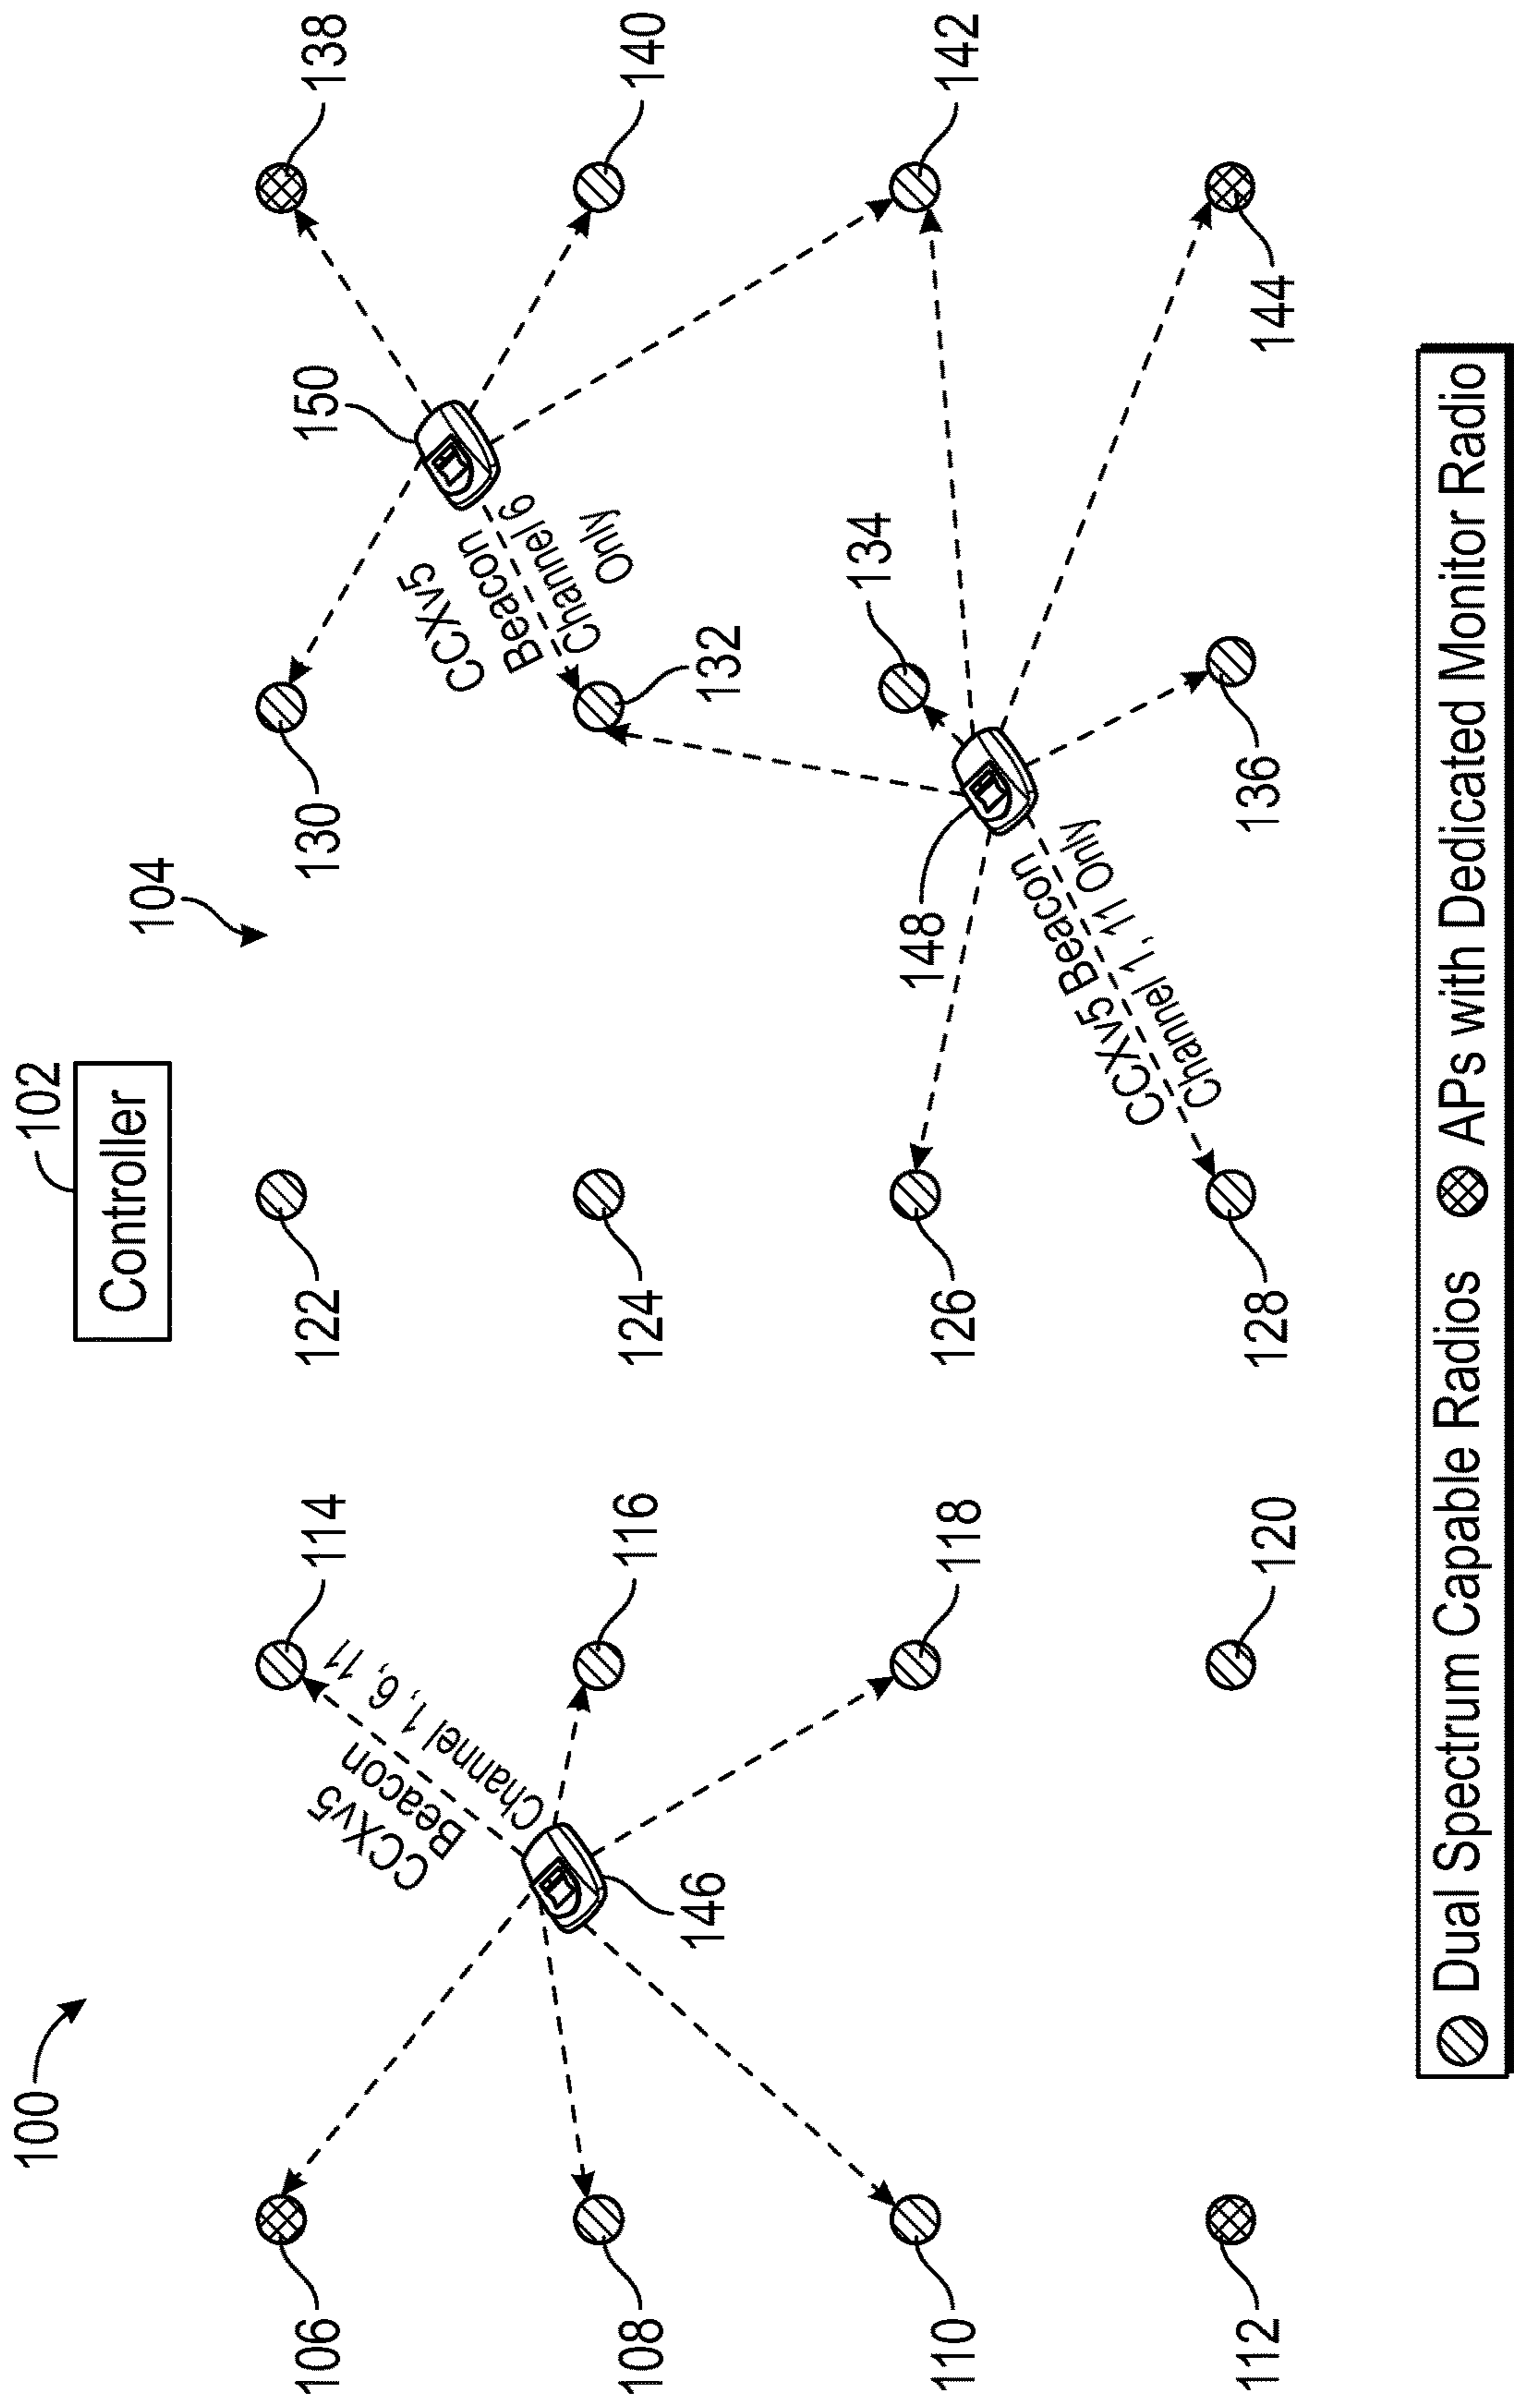 100
102
Controller
104
106
114
122
130
138
CCXv5
Beacon
Channel 1, 6, 11
150
108
116
124
132
140
CCXv5
Beacon
Channel 6
Only
146
110
118
126
134
142
148
CCXv5 Beacon
Channel 1, 11 Only
112
120
128
136
144
Dual Spectrum Capable Radios
APs with Dedicated Monitor Radio